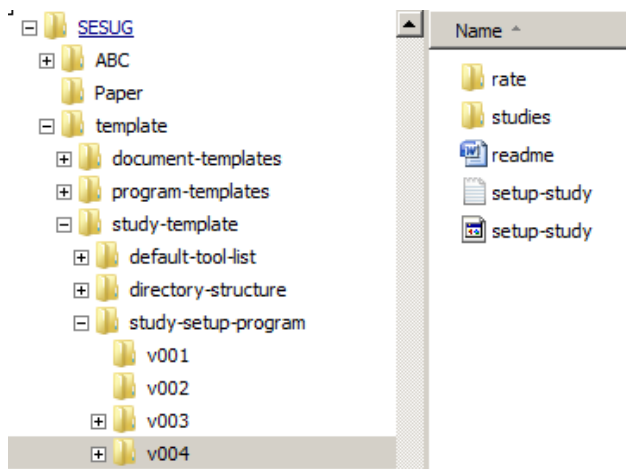 SESUG
ABC
Paper
template
document-templates
program-templates
study-template
default-tool-list
directory-structure
study-setup-program
v001
v002
v003
v004
Name
rate
studies
readme
setup-study
setup-study